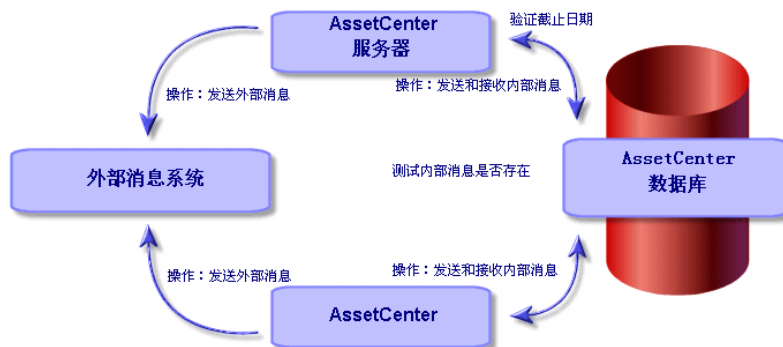 AssetCenter
服务器
验证截止日期
操作：发送外部消息
操作：发送和接收内部消息
外部消息系统
测试内部消息是否存在
AssetCenter
数据库
操作：发送外部消息
操作：发送和接收内部消息
AssetCenter